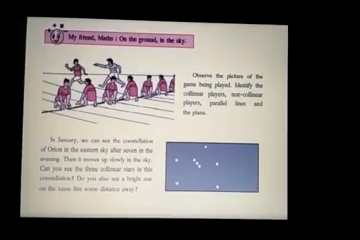 My friend, Maths : On the ground, in the sky.
Observe the picture of the
game being played. Identify the
collinear players, non-collinear
players, parallel lines and
the plane.
In January, we can see the constellation
of Orion in the eastern sky after seven in the
evening. Then it moves up slowly in the sky.
Can you see the three collinear stars in this
constellation? Do you also see a bright star
on the same line some distance away?